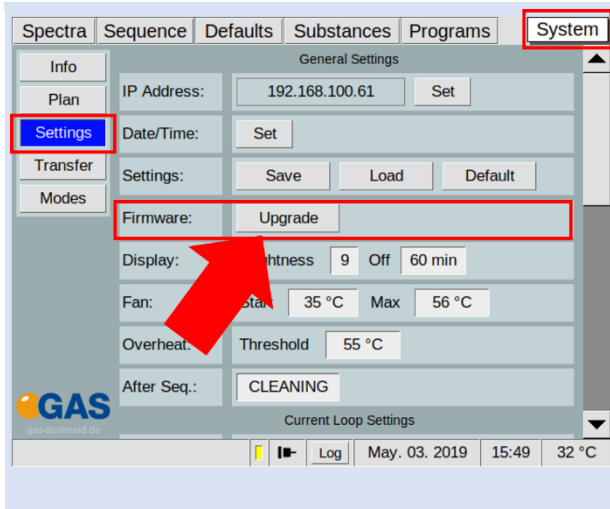 Spectra Sequence Defaults Substances Programs System
Info
Plan
Settings
Transfer
Modes
General Settings
IP Address: 192.168.100.61 Set
Date/Time: Set
Settings: Save Load Default
Firmware: Upgrade
Display: 9 Off 60 min
Fan: Start 35 °C Max 56 °C
Overheat: Threshold 55 °C
After Seq.: CLEANING
Current Loop Settings
GAS
gas-dortmund.de
Log May. 03. 2019 15:49 32 °C